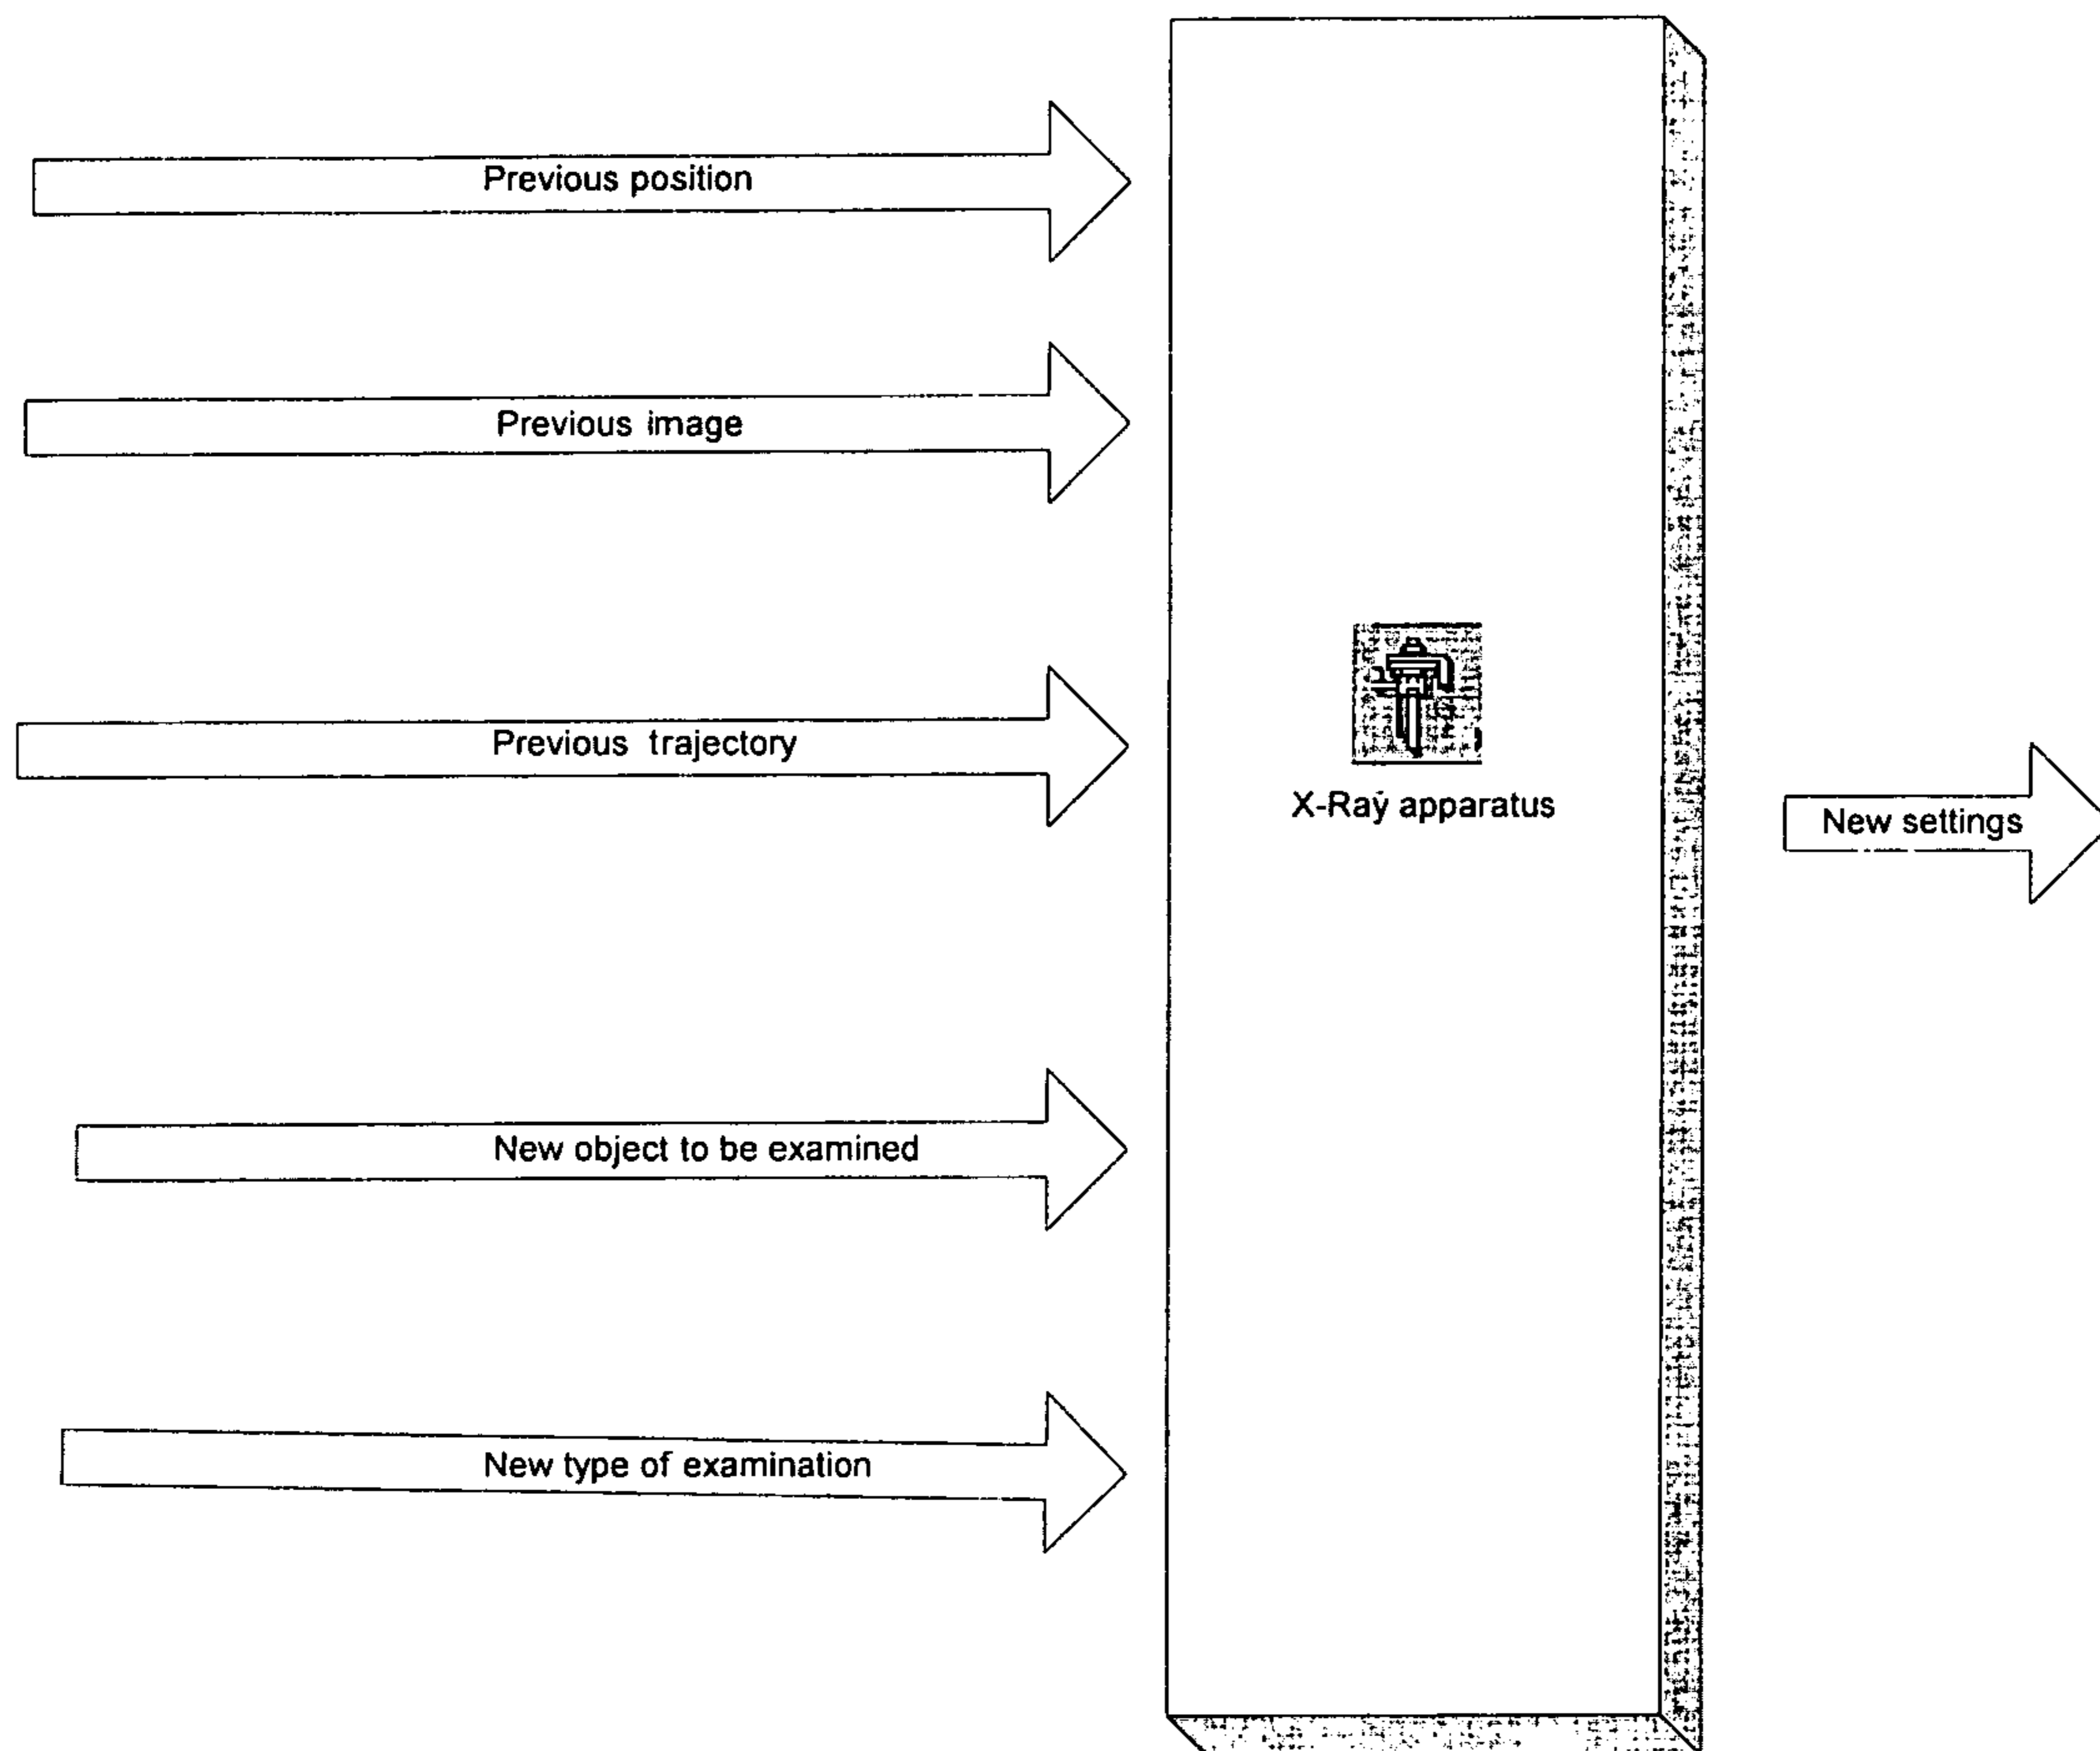 Previous position
Previous image
Previous trajectory
X-Ray apparatus
New settings
New object to be examined
New type of examination